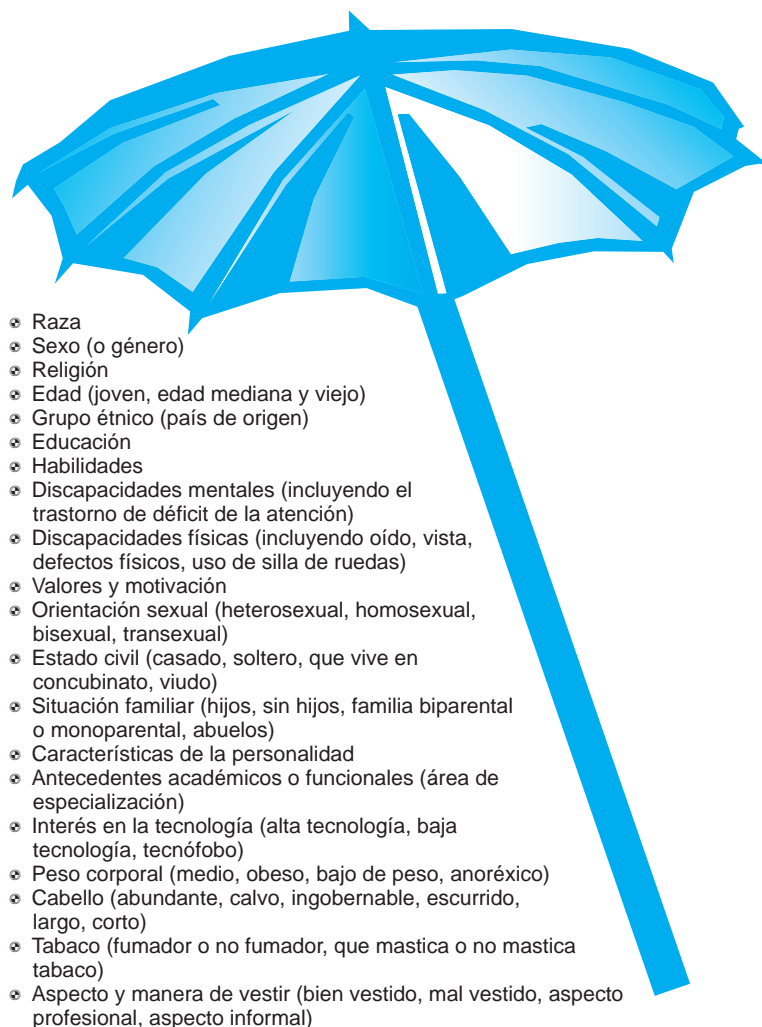 Raza
Sexo (o género)
Religión
Edad (joven, edad mediana y viejo)
Grupo étnico (país de origen)
Educación
Habilidades
Discapacidades mentales (incluyendo el
trastorno de déficit de la atención)
Discapacidades físicas (incluyendo oído, vista,
defectos físicos, uso de silla de ruedas)
Valores y motivación
Orientación sexual (heterosexual, homosexual,
bisexual, transexual)
Estado civil (casado, soltero, que vive en
concubinato, viudo)
Situación familiar (hijos, sin hijos, familia biparental
o monoparental, abuelos)
Características de la personalidad
Antecedentes académicos o funcionales (área de
especialización)
Interés en la tecnología (alta tecnología, baja
tecnología, tecnófobo)
Peso corporal (medio, obeso, bajo de peso, anoréxico)
Cabello (abundante, calvo, ingobernable, escurrido,
largo, corto)
Tabaco (fumador o no fumador, que mastica o no mastica
tabaco)
Aspecto y manera de vestir (bien vestido, mal vestido, aspecto
profesional, aspecto informal)